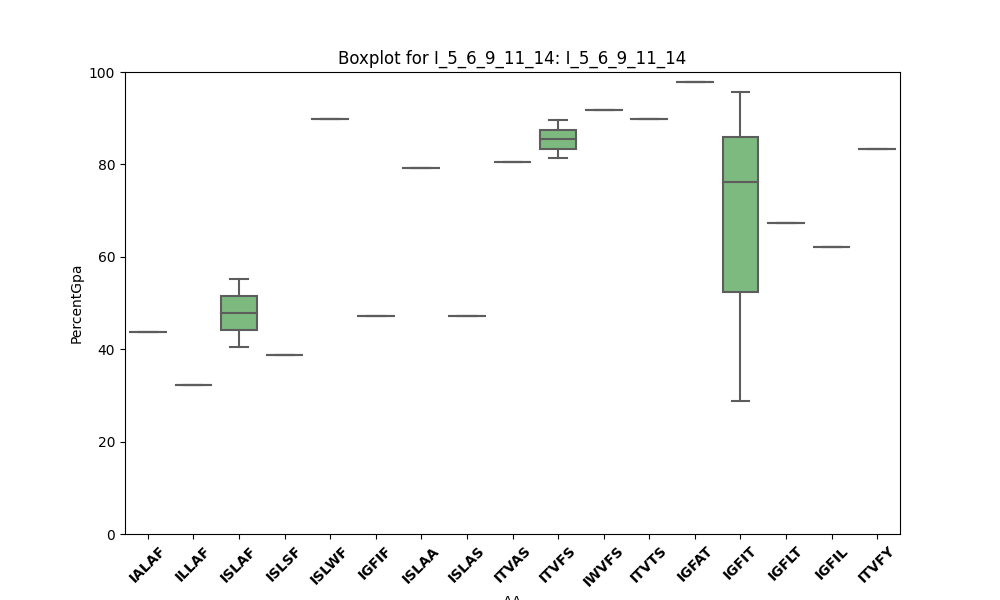 Boxplot for I_5_6_9_11_14: I_5_6_9_11_14
PercentGpa
100
80
60
40
20
0
IALAF
ILLAF
ISLAF
ISLSF
ISLWF
IGFIF
ISLAA
ISLAS
ITVAS
ITVFS
IWVFS
ITVTS
IGFAT
IGFIT
IGFLT
IGFIL
ITVFY
AA